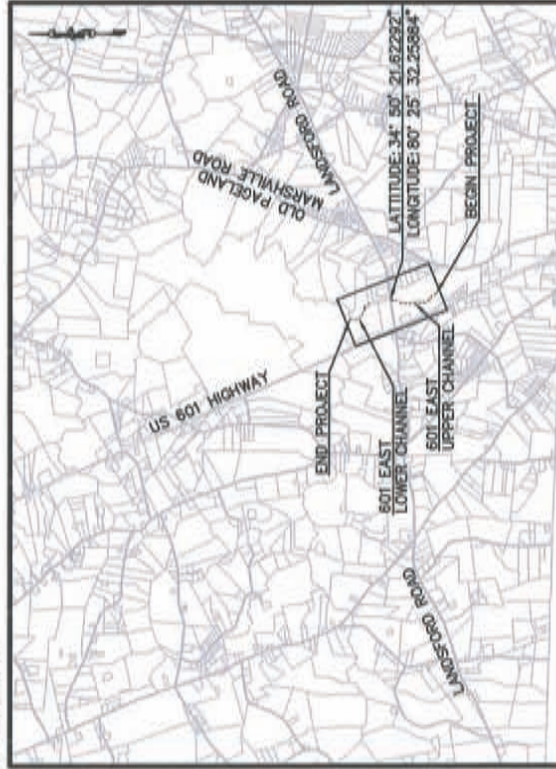 US 601 HIGHWAY
OLD PAGELAND
MARSHVILLE ROAD
LANDSFORD ROAD
END PROJECT
LATTITUDE: 34° 50' 21.62292"
LONGITUDE: 80° 25' 32.25884"
601 EAST
LOWER CHANNEL
601 EAST
UPPER CHANNEL
BEGIN PROJECT
LANDSFORD ROAD